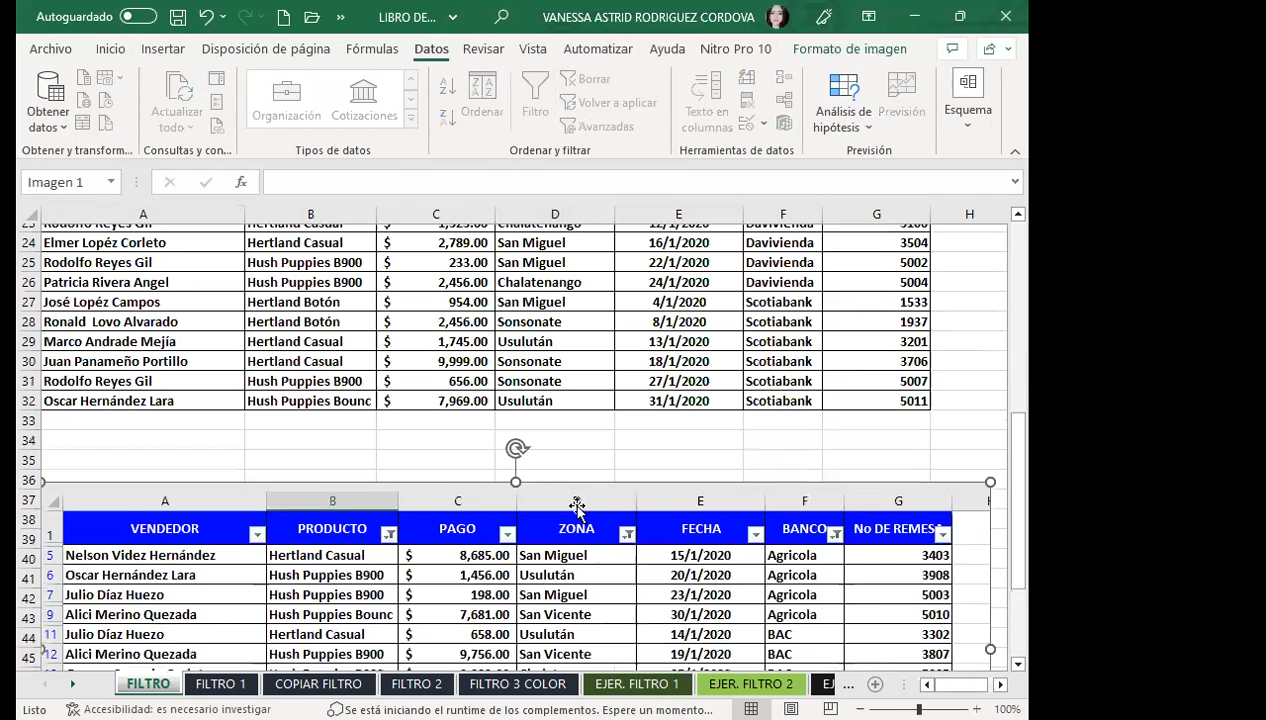 Autoguardado LIBRO DE... VANESSA ASTRID RODRIGUEZ CORDOVA
Archivo Inicio Insertar Disposición de página Fórmulas Datos Revisar Vista Automatizar Ayuda Nitro Pro 10 Formato de imagen
Obtener datos
Actualizar todo
Organización Cotizaciones
Ordenar
Filtro
Borrar
Volver a aplicar
Avanzadas
Texto en columnas
Análisis de hipótesis
Previsión
Esquema
Obtener y transform... Consultas y con... Tipos de datos Ordenar y filtrar Herramientas de datos Previsión
Imagen 1 fx
A B C D E F G H
24 Elmer Lopéz Corleto Hertland Casual $ 2,789.00 San Miguel 16/1/2020 Davivienda 3504
25 Rodolfo Reyes Gil Hush Puppies B900 $ 233.00 San Miguel 22/1/2020 Davivienda 5002
26 Patricia Rivera Angel Hush Puppies B900 $ 2,456.00 Chalatenango 24/1/2020 Davivienda 5004
27 José Lopéz Campos Hertland Botón $ 954.00 San Miguel 4/1/2020 Scotiabank 1533
28 Ronald Lovo Alvarado Hertland Botón $ 2,456.00 Sonsonate 8/1/2020 Scotiabank 1937
29 Marco Andrade Mejía Hertland Casual $ 1,745.00 Usulután 13/1/2020 Scotiabank 3201
30 Juan Panameño Portillo Hertland Casual $ 9,999.00 Sonsonate 18/1/2020 Scotiabank 3706
31 Rodolfo Reyes Gil Hush Puppies B900 $ 656.00 Sonsonate 27/1/2020 Scotiabank 5007
32 Oscar Hernández Lara Hush Puppies Bounc $ 7,969.00 Usulután 31/1/2020 Scotiabank 5011
33
34
35
36
37 A B C E F G
38
39 1 VENDEDOR PRODUCTO PAGO ZONA FECHA BANCO No DE
40 5 Nelson Videz Hernández Hertland Casual $ 8,685.00 San Miguel 15/1/2020 Agricola 3403
41 6 Oscar Hernández Lara Hush Puppies B900 $ 1,456.00 Usulután 20/1/2020 Agricola 3908
42 7 Julio Díaz Huezo Hush Puppies B900 $ 198.00 San Miguel 23/1/2020 Agricola 5003
43 9 Alici Merino Quezada Hush Puppies Bounc $ 7,681.00 San Vicente 30/1/2020 Agricola 5010
44 11 Julio Díaz Huezo Hertland Casual $ 658.00 Usulután 14/1/2020 BAC 3302
45 12 Alici Merino Quezada Hush Puppies B900 $ 9,756.00 San Vicente 19/1/2020 BAC 3807
FILTRO FILTRO 1 COPIAR FILTRO FILTRO 2 FILTRO 3 COLOR EJER. FILTRO 1 EJER. FILTRO 2 EJ ...
Listo Accesibilidad: es necesario investigar Se está iniciando el runtime de los complementos. Espere un momento... 100%